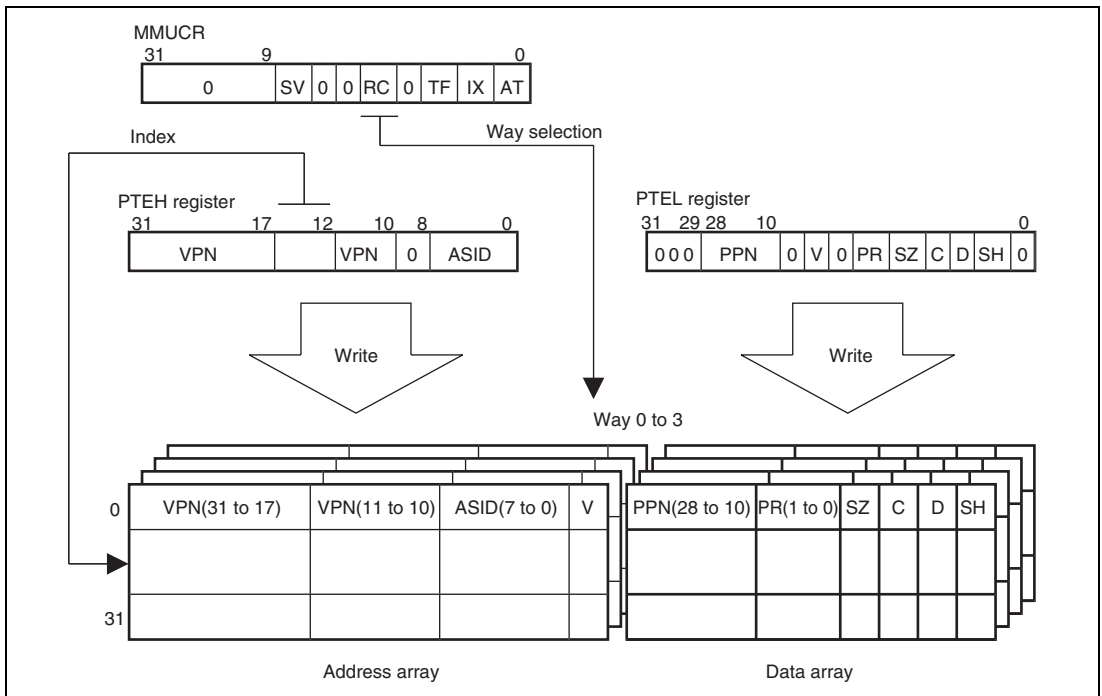 MMUCR
31 9 0
0 SV 0 0 RC 0 TF IX AT
Index
Way selection
PTEH register
31 17 12 10 8 0
VPN VPN 0 ASID
PTEL register
31 29 28 10 0
0 0 0 PPN 0 V 0 PR SZ C D SH 0
Write
Write
Way 0 to 3
0 VPN(31 to 17) VPN(11 to 10) ASID(7 to 0) V PPN(28 to 10) PR(1 to 0) SZ C D SH
31
Address array
Data array